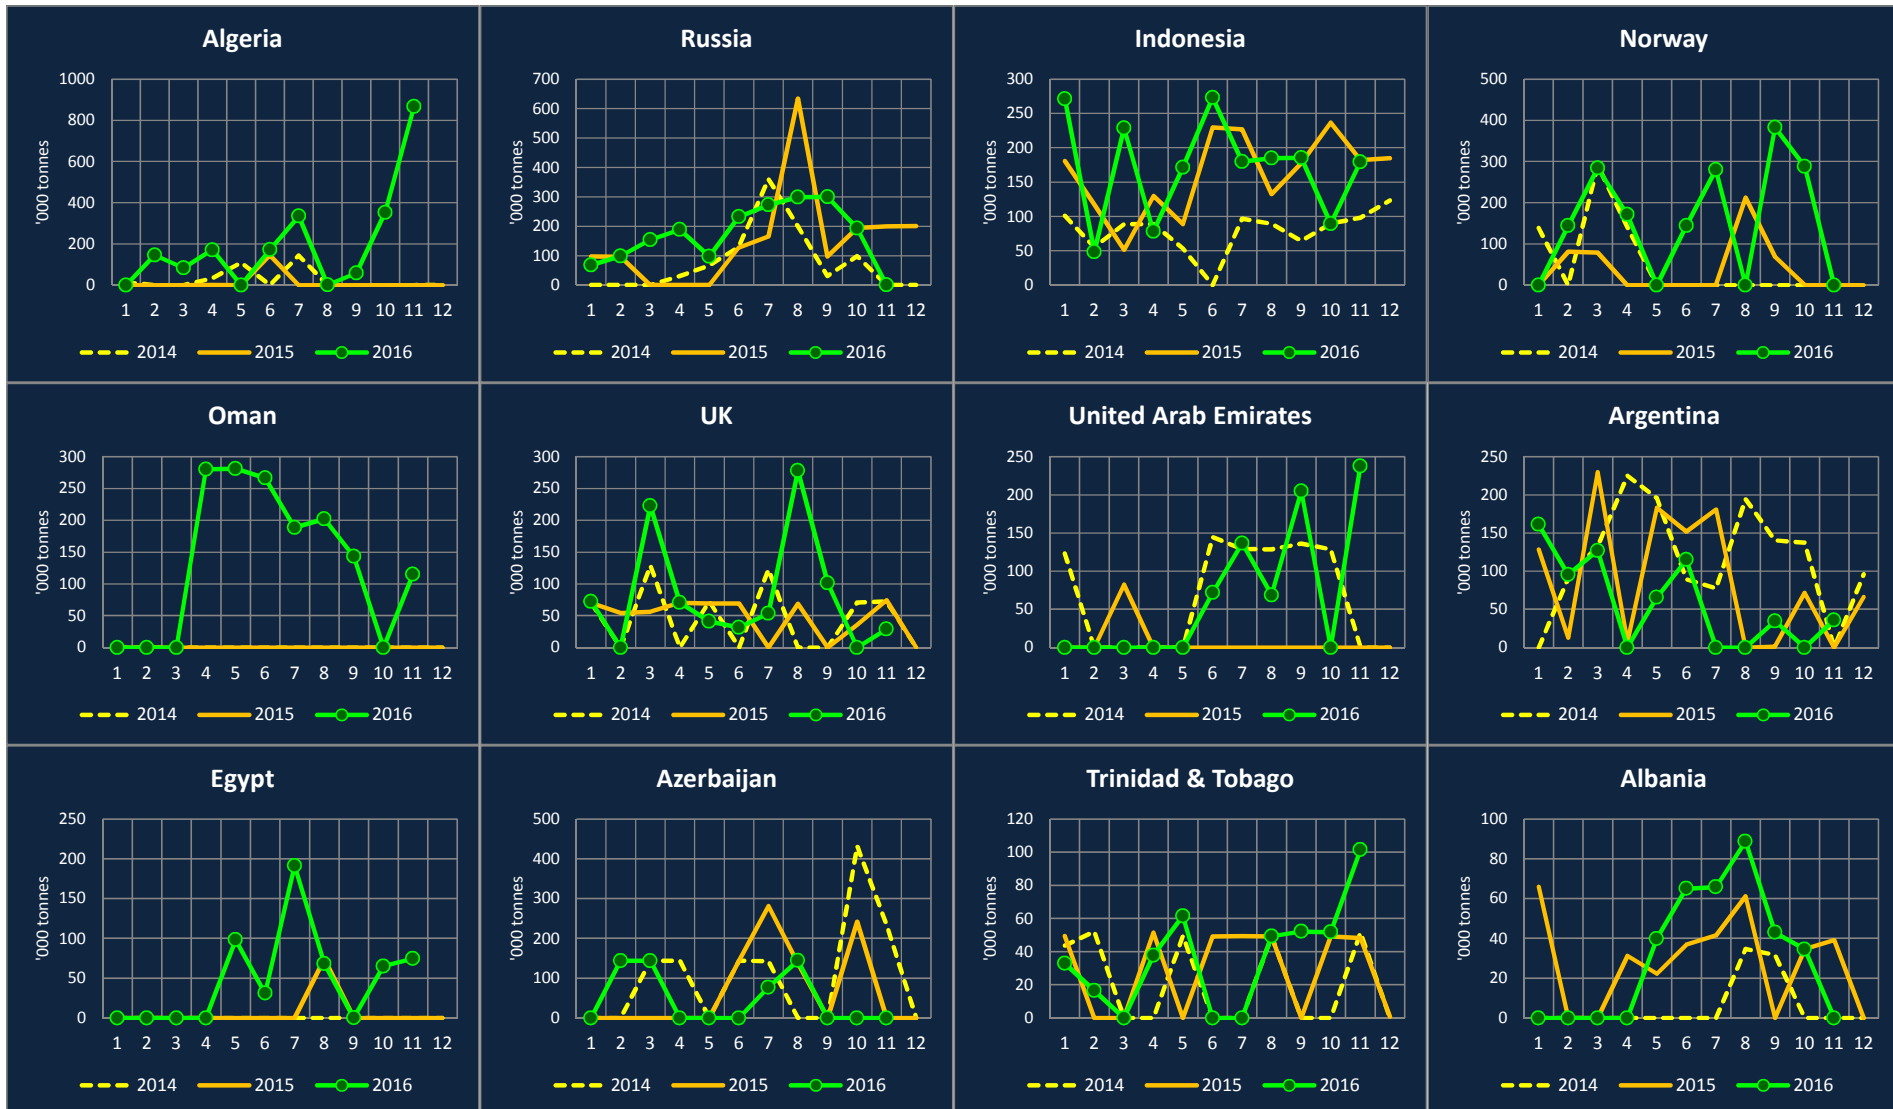 Algeria
'000 tonnes
1000
800
600
400
200
0
1 2 3 4 5 6 7 8 9 10 11 12
2014 2015 2016
Russia
'000 tonnes
700
600
500
400
300
200
100
0
1 2 3 4 5 6 7 8 9 10 11 12
2014 2015 2016
Indonesia
'000 tonnes
300
250
200
150
100
50
0
1 2 3 4 5 6 7 8 9 10 11 12
2014 2015 2016
Norway
'000 tonnes
500
400
300
200
100
0
1 2 3 4 5 6 7 8 9 10 11 12
2014 2015 2016
Oman
'000 tonnes
300
250
200
150
100
50
0
1 2 3 4 5 6 7 8 9 10 11 12
2014 2015 2016
UK
'000 tonnes
300
250
200
150
100
50
0
1 2 3 4 5 6 7 8 9 10 11 12
2014 2015 2016
United Arab Emirates
'000 tonnes
250
200
150
100
50
0
1 2 3 4 5 6 7 8 9 10 11 12
2014 2015 2016
Argentina
'000 tonnes
250
200
150
100
50
0
1 2 3 4 5 6 7 8 9 10 11 12
2014 2015 2016
Egypt
'000 tonnes
250
200
150
100
50
0
1 2 3 4 5 6 7 8 9 10 11 12
2014 2015 2016
Azerbaijan
'000 tonnes
500
400
300
200
100
0
1 2 3 4 5 6 7 8 9 10 11 12
2014 2015 2016
Trinidad & Tobago
'000 tonnes
120
100
80
60
40
20
0
1 2 3 4 5 6 7 8 9 10 11 12
2014 2015 2016
Albania
'000 tonnes
100
80
60
40
20
0
1 2 3 4 5 6 7 8 9 10 11 12
2014 2015 2016